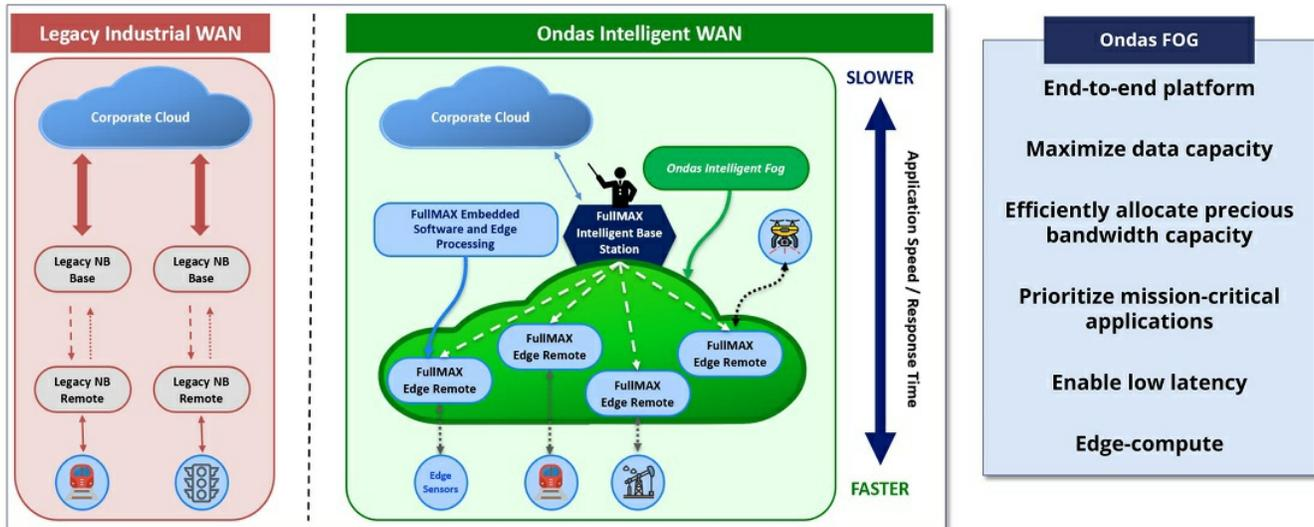 Legacy Industrial WAN
Corporate Cloud
Legacy NB
Base
Legacy NB
Base
Legacy NB
Remote
Legacy NB
Remote
Ondas Intelligent WAN
Corporate Cloud
Ondas Intelligent Fog
FullMAX Embedded
Software and Edge
Processing
FullMAX
Intelligent Base
Station
FullMAX
Edge Remote
FullMAX
Edge Remote
FullMAX
Edge Remote
FullMAX
Edge Remote
Edge
Sensors
SLOWER
Application Speed / Response Time
FASTER
Ondas FOG
End-to-end platform
Maximize data capacity
Efficiently allocate precious
bandwidth capacity
Prioritize mission-critical
applications
Enable low latency
Edge-compute